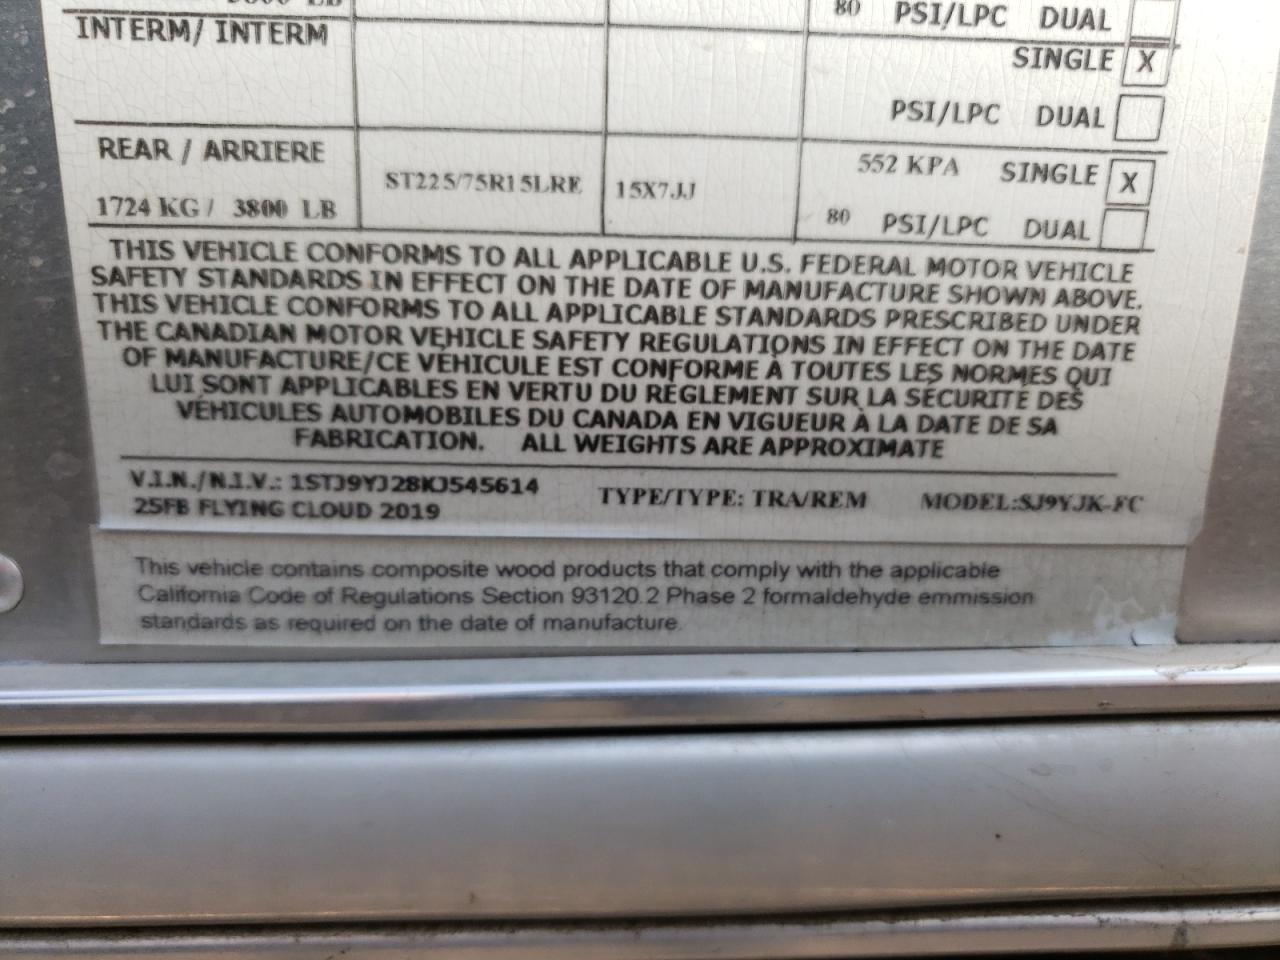 80 PSI/LPC DUAL
INTERM/ INTERM
SINGLE X
PSI/LPC DUAL
REAR / ARRIERE
552 KPA SINGLE X
ST225/75R15LRE 15X7JJ
1724 KG / 3800 LB
80 PSI/LPC DUAL
THIS VEHICLE CONFORMS TO ALL APPLICABLE U.S. FEDERAL MOTOR VEHICLE
SAFETY STANDARDS IN EFFECT ON THE DATE OF MANUFACTURE SHOWN ABOVE.
THIS VEHICLE CONFORMS TO ALL APPLICABLE STANDARDS PRESCRIBED UNDER
THE CANADIAN MOTOR VEHICLE SAFETY REGULATIONS IN EFFECT ON THE DATE
OF MANUFACTURE/CE VÉHICULE EST CONFORME À TOUTES LES NORMES QUI
LUI SONT APPLICABLES EN VERTU DU RÉGLEMENT SUR LA SÉCURITÉ DES
VÉHICULES AUTOMOBILES DU CANADA EN VIGUEUR À LA DATE DE SA
FABRICATION. ALL WEIGHTS ARE APPROXIMATE
V.I.N./N.I.V.: 1STJ9YJ28KJ545614 TYPE/TYPE: TRA/REM MODEL:SJ9YJK-FC
25FB FLYING CLOUD 2019
This vehicle contains composite wood products that comply with the applicable
California Code of Regulations Section 93120.2 Phase 2 formaldehyde emmission
standards as required on the date of manufacture.